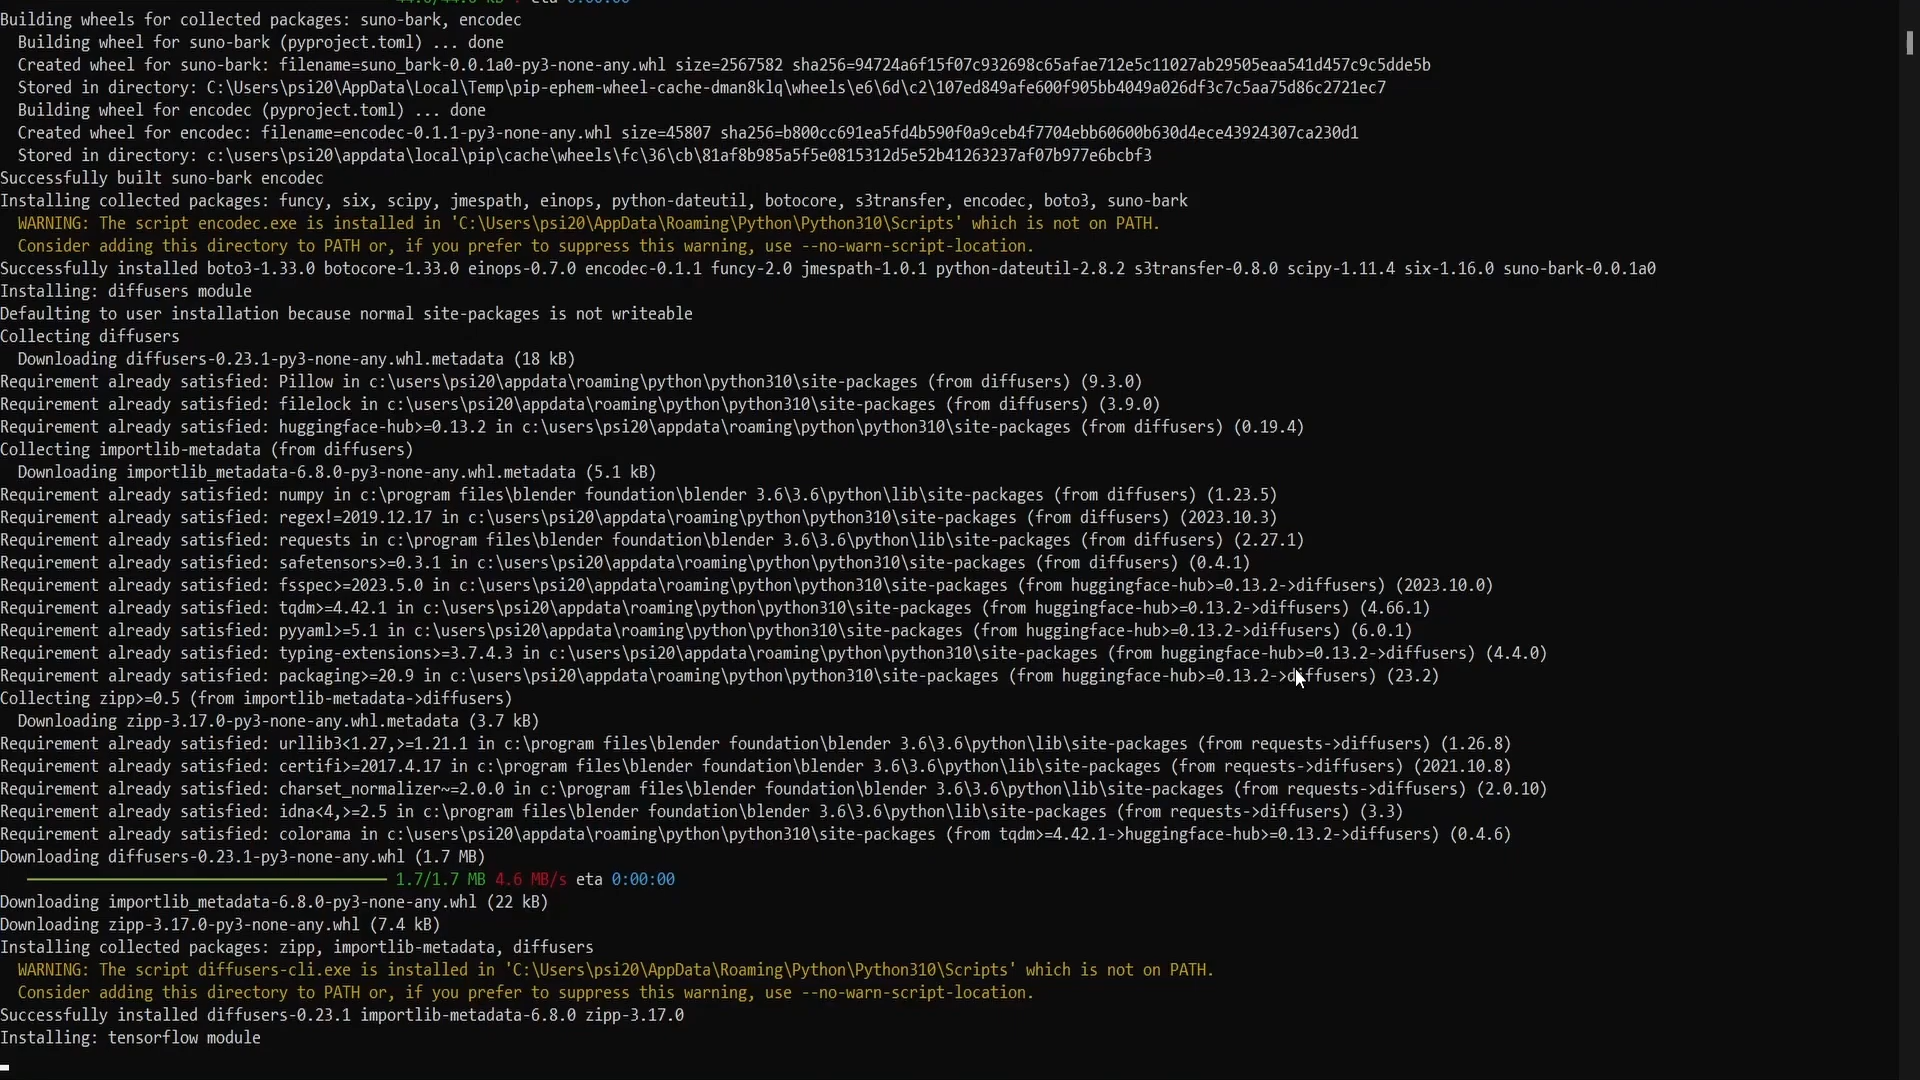 eta 0:00:00
Building wheels for collected packages: suno-bark, encodec
Building wheel for suno-bark (pyproject.toml) ... done
Created wheel for suno-bark: filename=suno_bark-0.0.1a0-py3-none-any.whl size=2567582 sha256=94724a6f15f07c932698c65afae712e5c11027ab29505eaa541d457c9c5dde5b
Stored in directory: C:\Users\psi20\AppData\Local\Temp\pip-ephem-wheel-cache-dman8klq\wheels\e6\6d\c2\107ed849afe600f905bb4049a026df3c7c5aa75d86c2721ec7
Building wheel for encodec (pyproject.toml) ... done
Created wheel for encodec: filename=encodec-0.1.1-py3-none-any.whl size=45807 sha256=b800cc691ea5fd4b590f0a9ceb4f7704ebb60600b630d4ece43924307ca230d1
Stored in directory: c:\users\psi20\appdata\local\pip\cache\wheels\fc\36\cb\81af8b985a5f5e0815312d5e52b41263237af07b977e6bcbf3
Successfully built suno-bark encodec
Installing collected packages: funcy, six, scipy, jmespath, einops, python-dateutil, botocore, s3transfer, encodec, boto3, suno-bark
WARNING: The script encodec.exe is installed in 'C:\Users\psi20\AppData\Roaming\Python\Python310\Scripts' which is not on PATH.
Consider adding this directory to PATH or, if you prefer to suppress this warning, use --no-warn-script-location.
Successfully installed boto3-1.33.0 botocore-1.33.0 einops-0.7.0 encodec-0.1.1 funcy-2.0 jmespath-1.0.1 python-dateutil-2.8.2 s3transfer-0.8.0 scipy-1.11.4 six-1.16.0 suno-bark-0.0.1a0
Installing: diffusers module
Defaulting to user installation because normal site-packages is not writeable
Collecting diffusers
Downloading diffusers-0.23.1-py3-none-any.whl.metadata (18 kB)
Requirement already satisfied: Pillow in c:\users\psi20\appdata\roaming\python\python310\site-packages (from diffusers) (9.3.0)
Requirement already satisfied: filelock in c:\users\psi20\appdata\roaming\python\python310\site-packages (from diffusers) (3.9.0)
Requirement already satisfied: huggingface-hub>=0.13.2 in c:\users\psi20\appdata\roaming\python\python310\site-packages (from diffusers) (0.19.4)
Collecting importlib-metadata (from diffusers)
Downloading importlib_metadata-6.8.0-py3-none-any.whl.metadata (5.1 kB)
Requirement already satisfied: numpy in c:\program files\blender foundation\blender 3.6\3.6\python\lib\site-packages (from diffusers) (1.23.5)
Requirement already satisfied: regex!=2019.12.17 in c:\users\psi20\appdata\roaming\python\python310\site-packages (from diffusers) (2023.10.3)
Requirement already satisfied: requests in c:\program files\blender foundation\blender 3.6\3.6\python\lib\site-packages (from diffusers) (2.27.1)
Requirement already satisfied: safetensors>=0.3.1 in c:\users\psi20\appdata\roaming\python\python310\site-packages (from diffusers) (0.4.1)
Requirement already satisfied: fsspec>=2023.5.0 in c:\users\psi20\appdata\roaming\python\python310\site-packages (from huggingface-hub>=0.13.2->diffusers) (2023.10.0)
Requirement already satisfied: tqdm>=4.42.1 in c:\users\psi20\appdata\roaming\python\python310\site-packages (from huggingface-hub>=0.13.2->diffusers) (4.66.1)
Requirement already satisfied: pyyaml>=5.1 in c:\users\psi20\appdata\roaming\python\python310\site-packages (from huggingface-hub>=0.13.2->diffusers) (6.0.1)
Requirement already satisfied: typing-extensions>=3.7.4.3 in c:\users\psi20\appdata\roaming\python\python310\site-packages (from huggingface-hub>=0.13.2->diffusers) (4.4.0)
Requirement already satisfied: packaging>=20.9 in c:\users\psi20\appdata\roaming\python\python310\site-packages (from huggingface-hub>=0.13.2->diffusers) (23.2)
Collecting zipp>=0.5 (from importlib-metadata->diffusers)
Downloading zipp-3.17.0-py3-none-any.whl.metadata (3.7 kB)
Requirement already satisfied: urllib3<1.27,>=1.21.1 in c:\program files\blender foundation\blender 3.6\3.6\python\lib\site-packages (from requests->diffusers) (1.26.8)
Requirement already satisfied: certifi>=2017.4.17 in c:\program files\blender foundation\blender 3.6\3.6\python\lib\site-packages (from requests->diffusers) (2021.10.8)
Requirement already satisfied: charset_normalizer~=2.0.0 in c:\program files\blender foundation\blender 3.6\3.6\python\lib\site-packages (from requests->diffusers) (2.0.10)
Requirement already satisfied: idna<4,>=2.5 in c:\program files\blender foundation\blender 3.6\3.6\python\lib\site-packages (from requests->diffusers) (3.3)
Requirement already satisfied: colorama in c:\users\psi20\appdata\roaming\python\python310\site-packages (from tqdm>=4.42.1->huggingface-hub>=0.13.2->diffusers) (0.4.6)
Downloading diffusers-0.23.1-py3-none-any.whl (1.7 MB)
1.7/1.7 MB 4.6 MB/s eta 0:00:00
Downloading importlib_metadata-6.8.0-py3-none-any.whl (22 kB)
Downloading zipp-3.17.0-py3-none-any.whl (7.4 kB)
Installing collected packages: zipp, importlib-metadata, diffusers
WARNING: The script diffusers-cli.exe is installed in 'C:\Users\psi20\AppData\Roaming\Python\Python310\Scripts' which is not on PATH.
Consider adding this directory to PATH or, if you prefer to suppress this warning, use --no-warn-script-location.
Successfully installed diffusers-0.23.1 importlib-metadata-6.8.0 zipp-3.17.0
Installing: tensorflow module